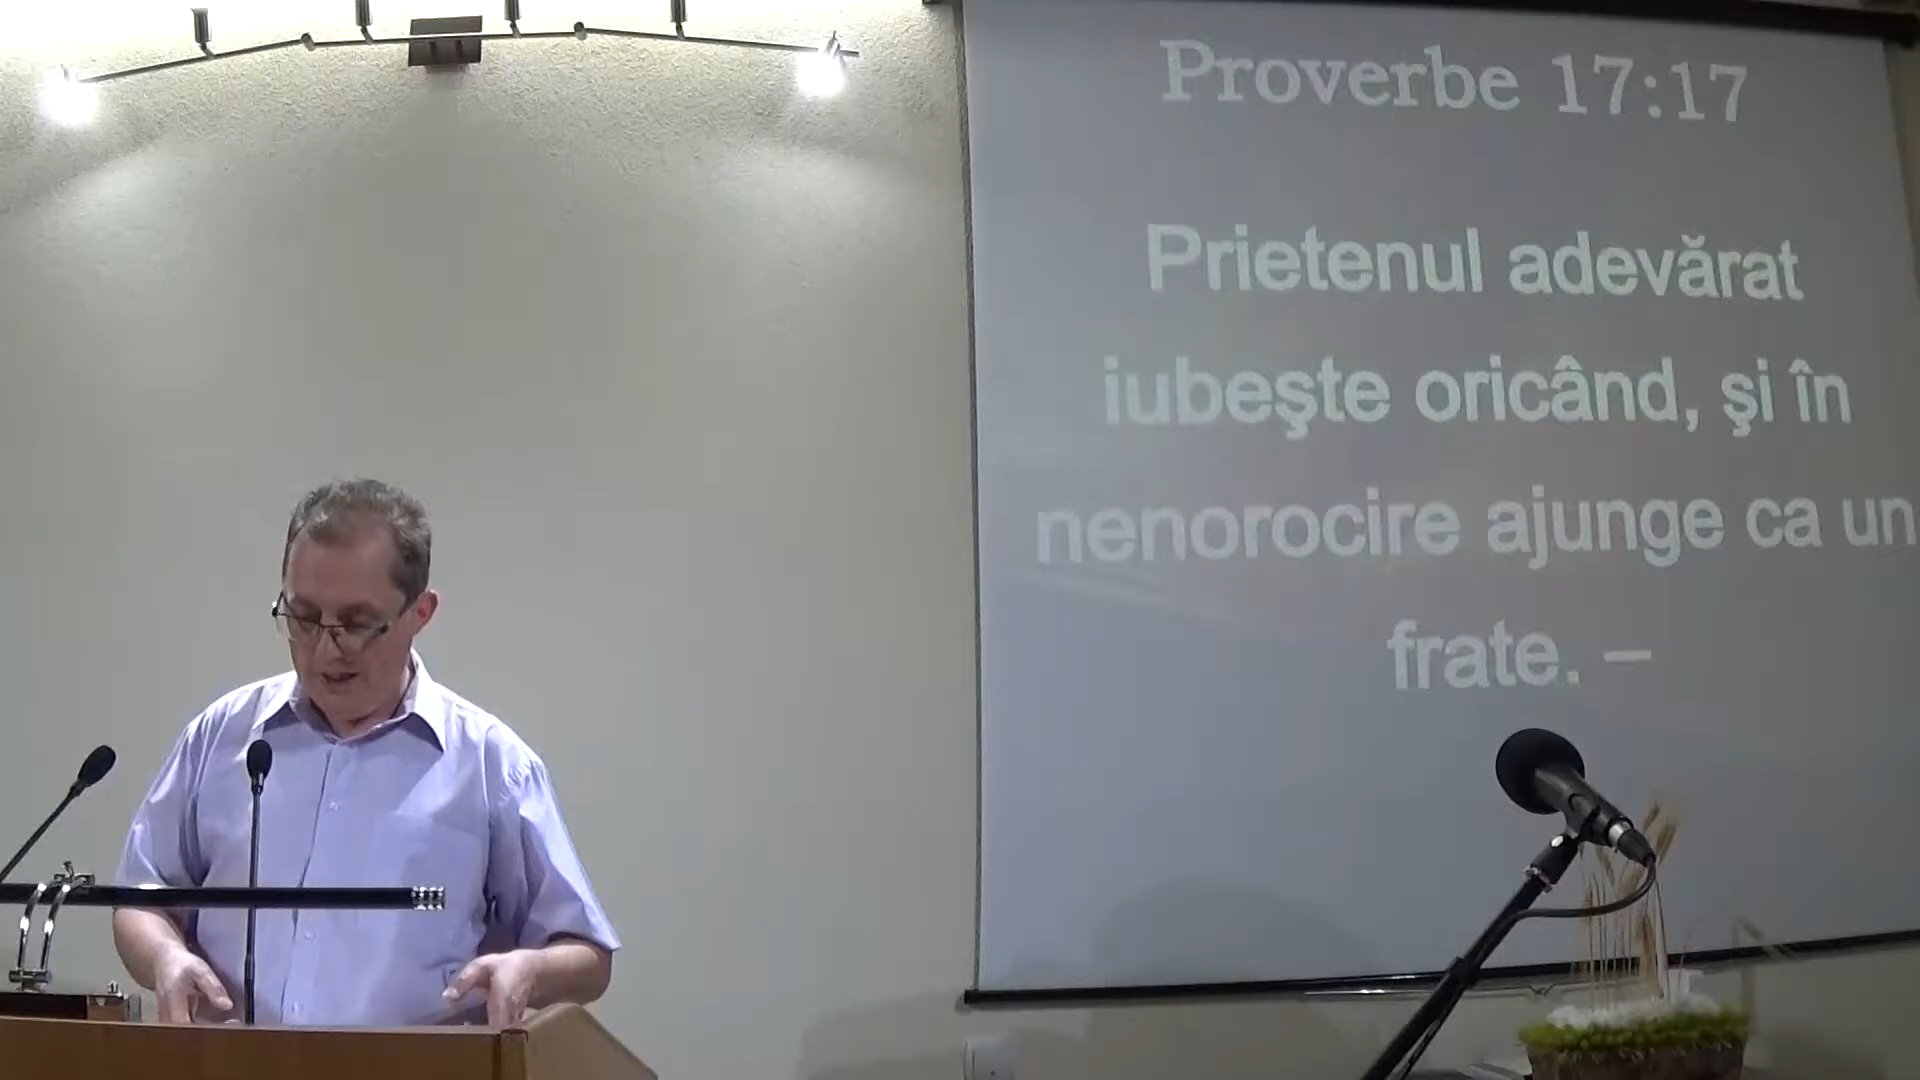 Proverbe 17:17
Prietenul adevărat
iubeşte oricând, şi în
nenorocire ajunge ca un
frate. –